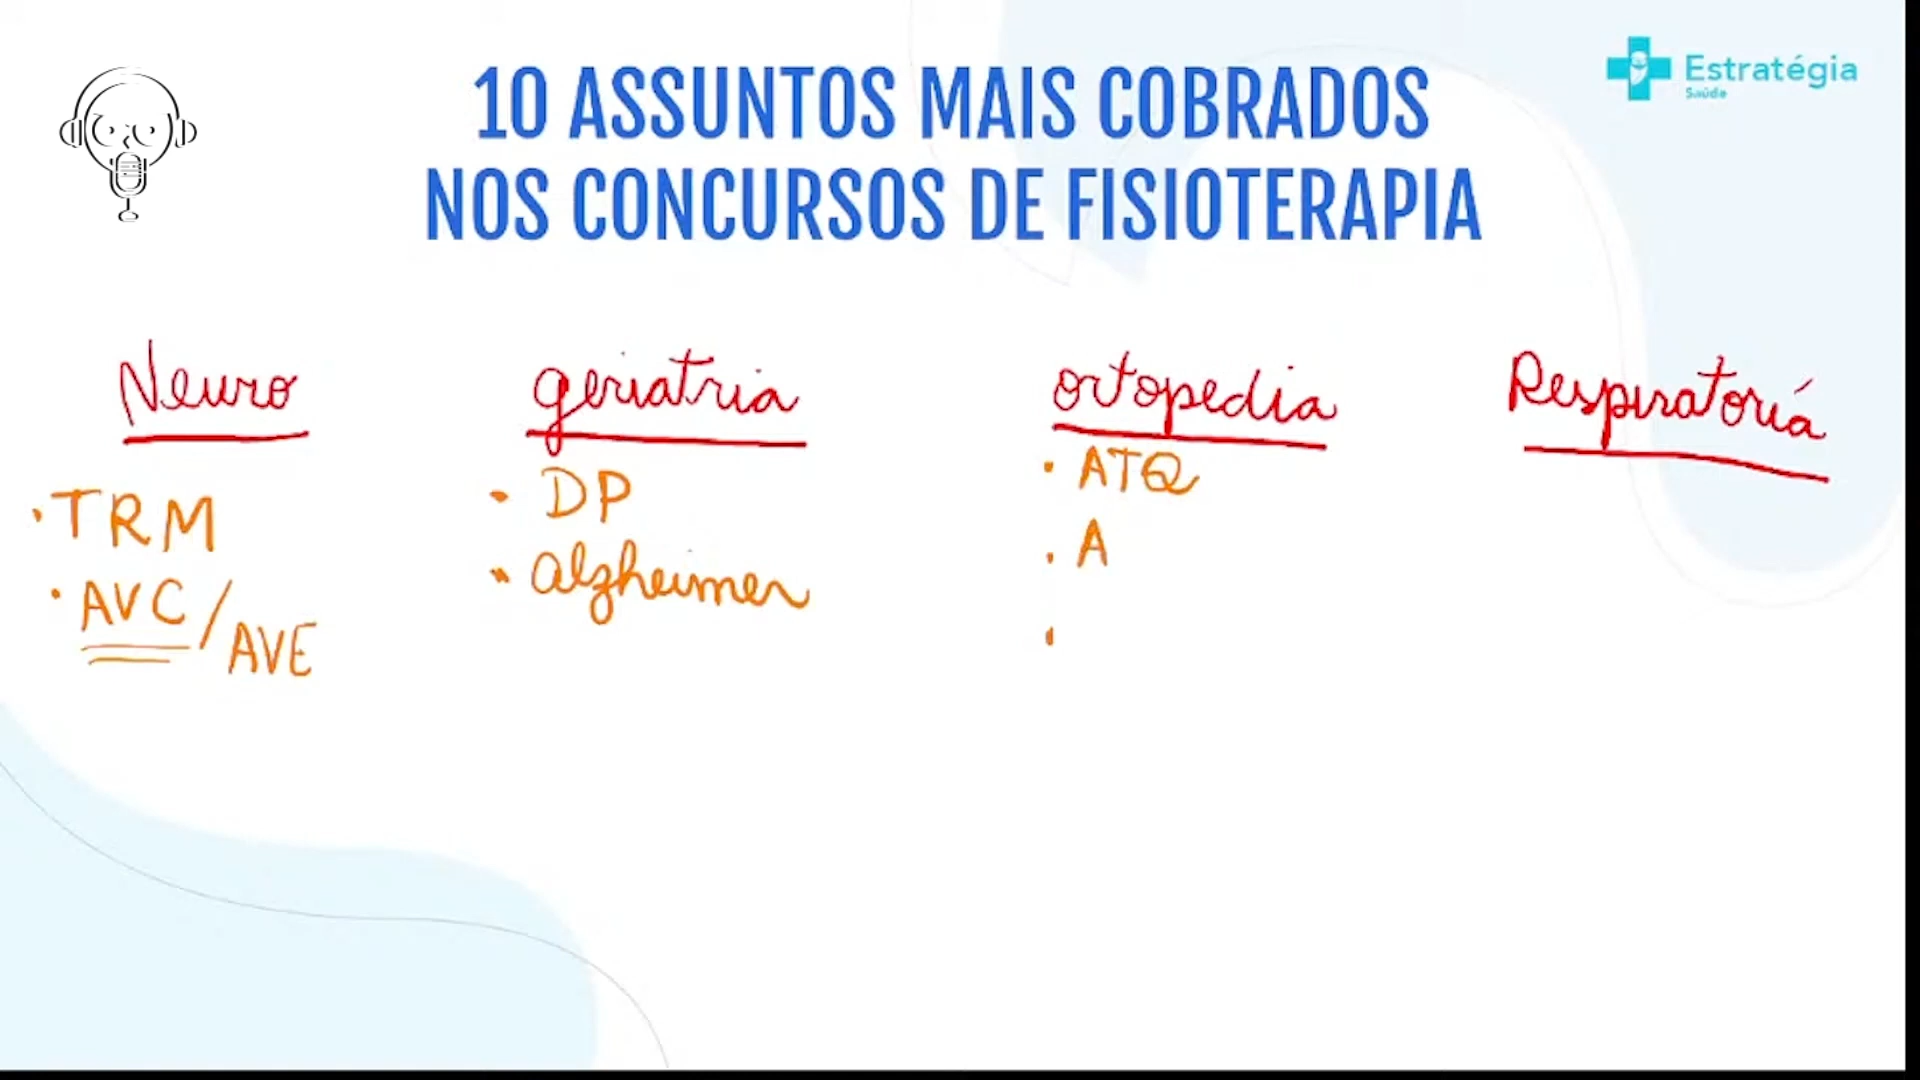 10 ASSUNTOS MAIS COBRADOS
NOS CONCURSOS DE FISIOTERAPIA
Estratégia
Saúde
Neuro
• TRM
• AVC / AVE
geriatria
• DP
• Alzheimer
ortopedia
• ATQ
• A
•
Respiratória